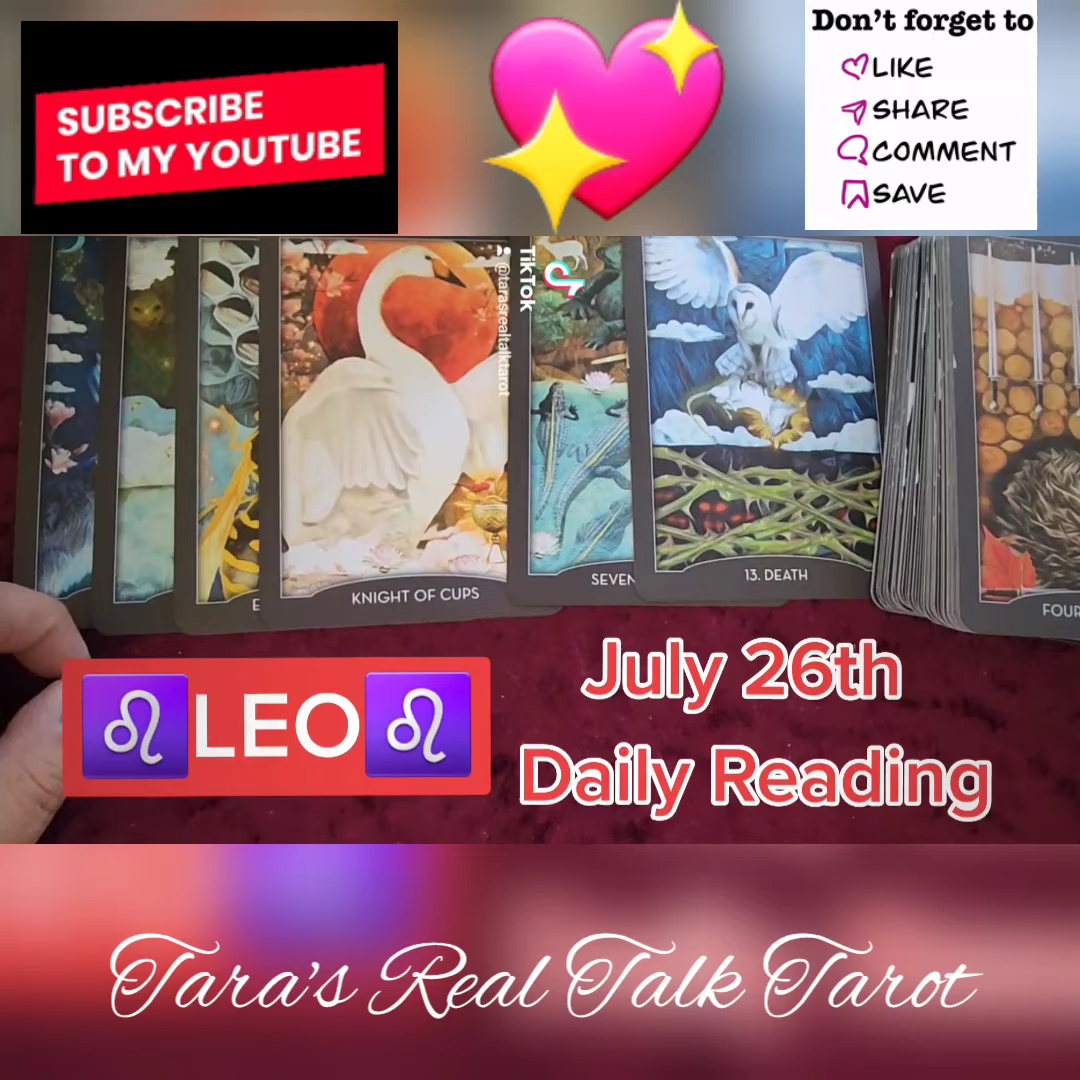 SUBSCRIBE
TO MY YOUTUBE
Don't forget to
LIKE
SHARE
COMMENT
SAVE
TikTok
@tarasrealtalktarot
KNIGHT OF CUPS
SEVEN
13. DEATH
FOUR
♌LEO♌
July 26th
Daily Reading
Tara's Real Talk Tarot